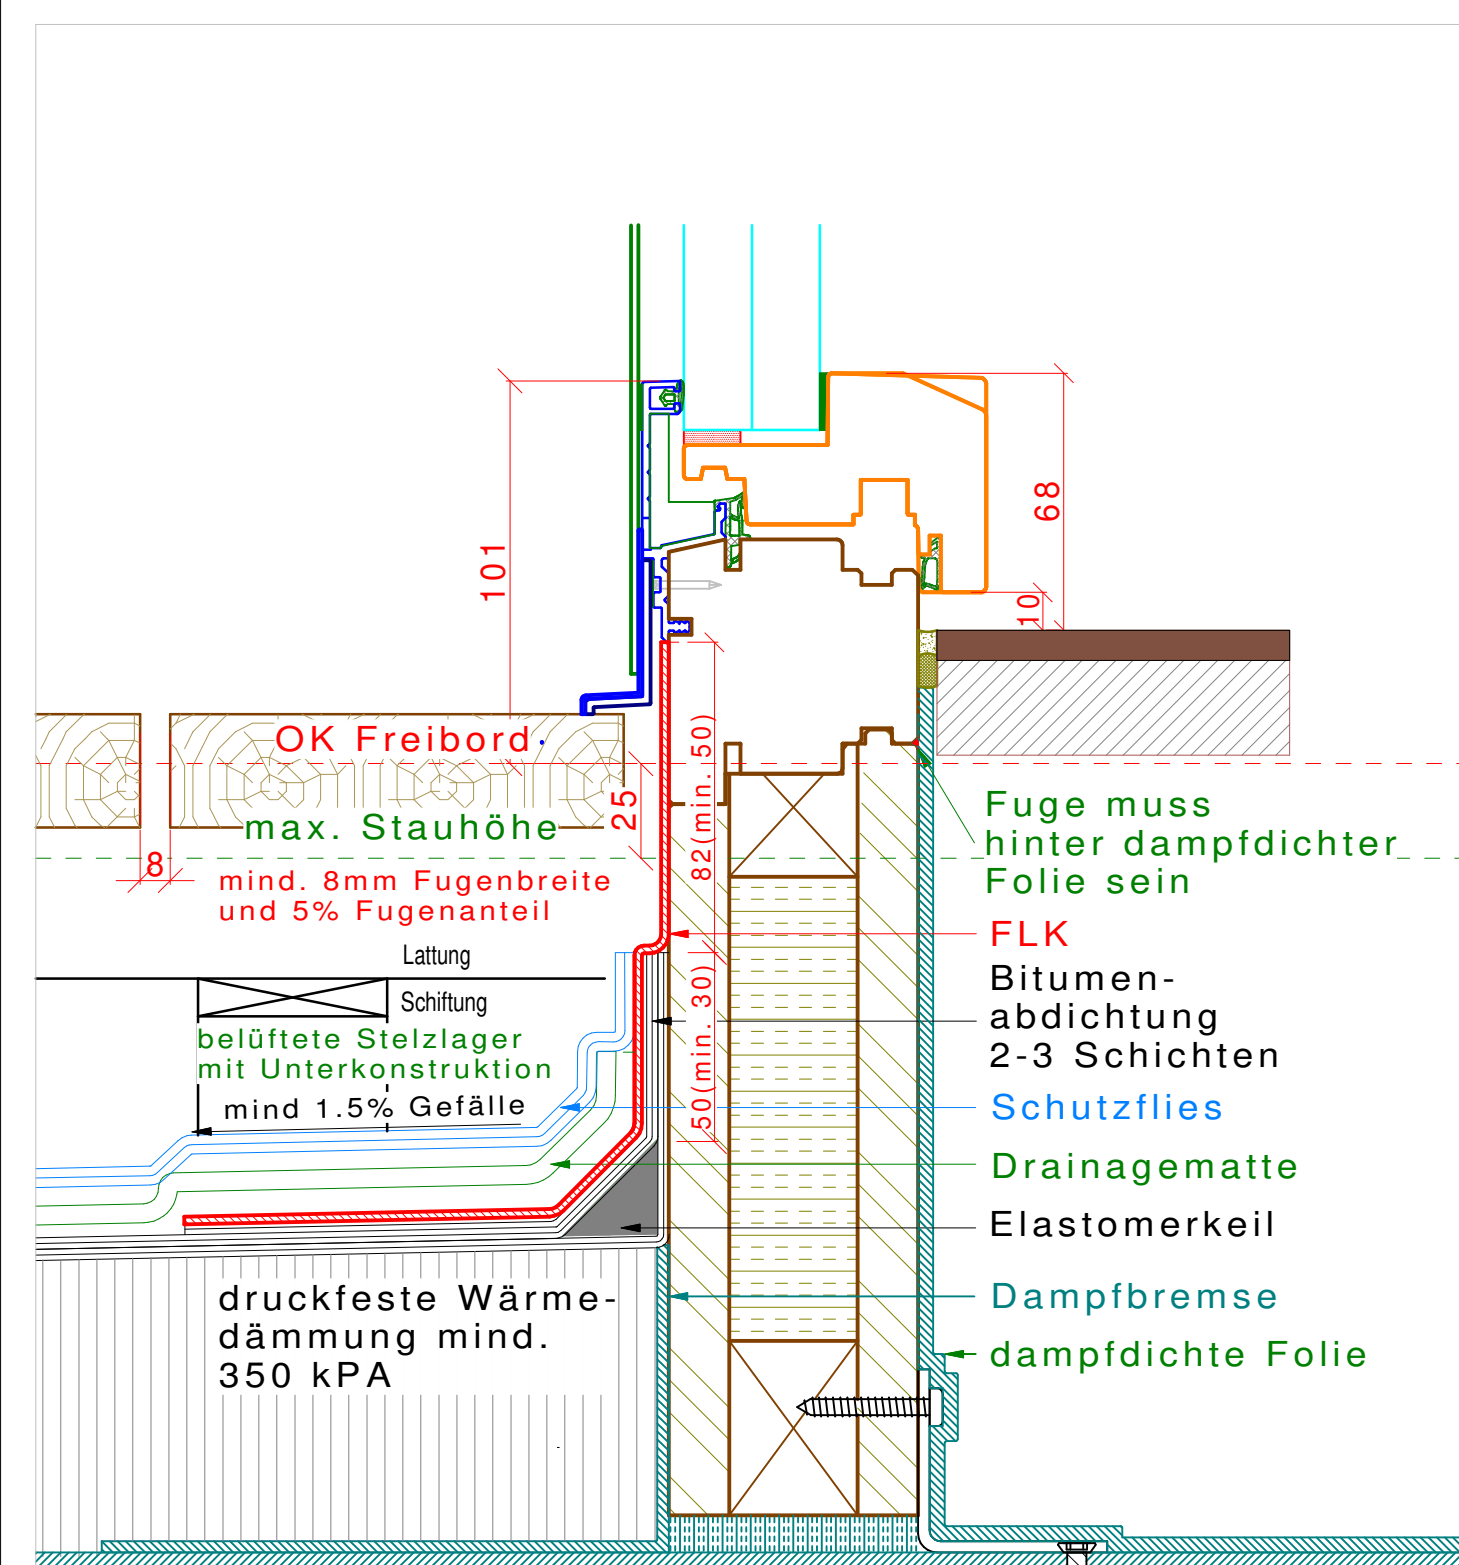 101
68
10
OK Freibord
82(min. 50)
25
max. Stauhöhe
8
mind. 8mm Fugenbreite
und 5% Fugenanteil
Fuge muss
hinter dampfdichter
Folie sein
FLK
Lattung
Schiftung
50(min. 30)
Bitumen-
abdichtung
2-3 Schichten
belüftete Stelzlager
mit Unterkonstruktion
mind 1.5% Gefälle
Schutzflies
Drainagematte
Elastomerkeil
druckfeste Wärme-
dämmung mind.
350 kPA
Dampfbremse
dampfdichte Folie